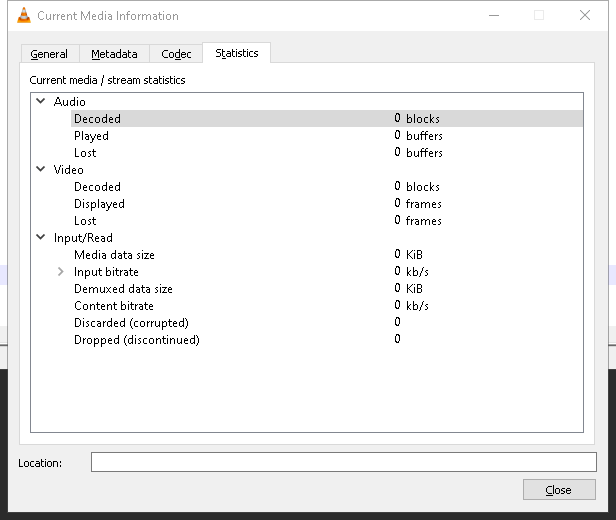 Current Media Information
General Metadata Codec Statistics
Current media / stream statistics
Audio
Decoded 0 blocks
Played 0 buffers
Lost 0 buffers
Video
Decoded 0 blocks
Displayed 0 frames
Lost 0 frames
Input/Read
Media data size 0 KiB
Input bitrate 0 kb/s
Demuxed data size 0 KiB
Content bitrate 0 kb/s
Discarded (corrupted) 0
Dropped (discontinued) 0
Location:
Close